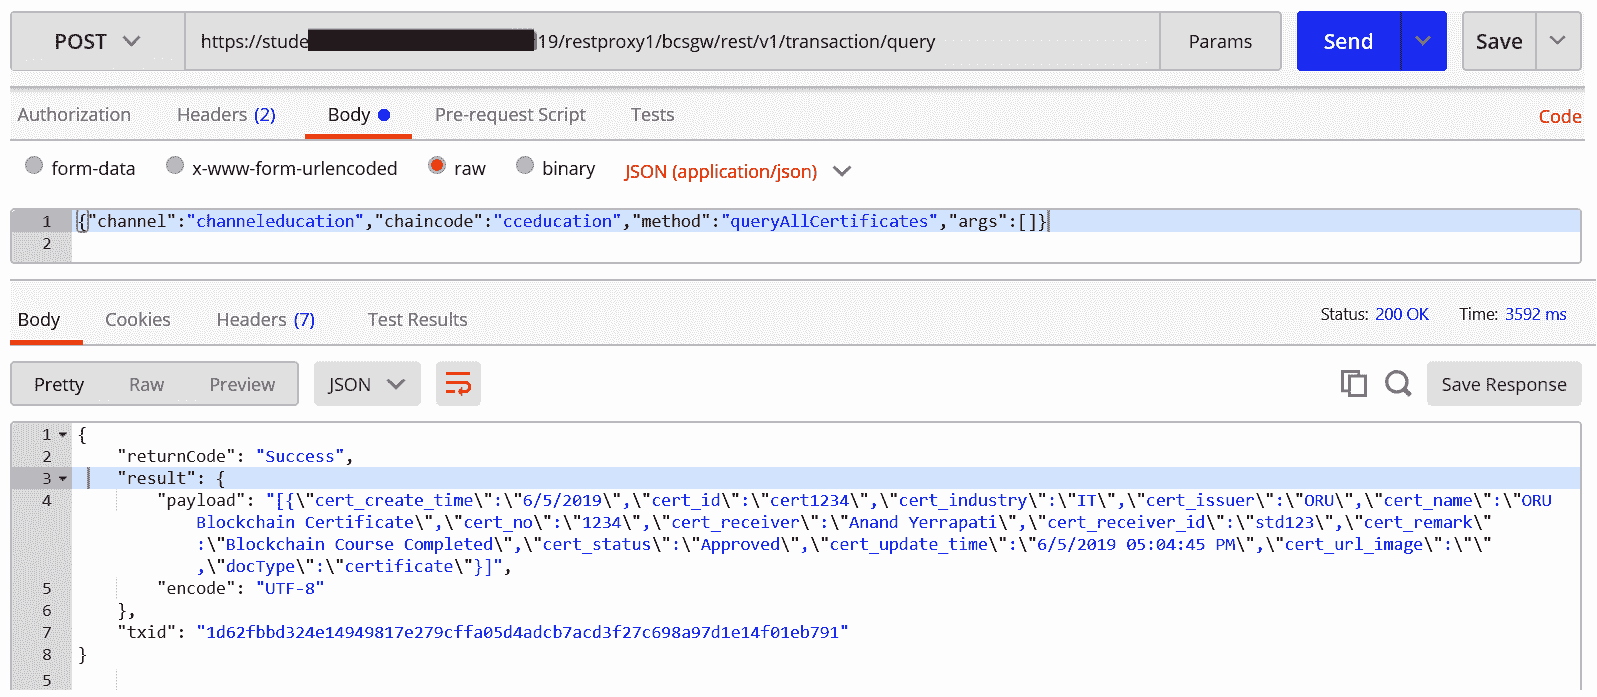 POST https://stude 19/restproxy1/bcsgw/rest/v1/transaction/query Params Send Save
Authorization Headers (2) Body Pre-request Script Tests Code
form-data x-www-form-urlencoded raw binary JSON (application/json)
1 {"channel":"channeleducation","chaincode":"cceducation","method":"queryAllCertificates","args":[]}
2
Body Cookies Headers (7) Test Results Status: 200 OK Time: 3592 ms
Pretty Raw Preview JSON Save Response
1 {
2 "returnCode": "Success",
3 "result": {
4 "payload": "[{\"cert_create_time\":\"6/5/2019\",\"cert_id\":\"cert1234\",\"cert_industry\":\"IT\",\"cert_issuer\":\"ORU\",\"cert_name\":\"ORU
Blockchain Certificate\",\"cert_no\":\"1234\",\"cert_receiver\":\"Anand Yerrapati\",\"cert_receiver_id\":\"std123\",\"cert_remark\"
:\"Blockchain Course Completed\",\"cert_status\":\"Approved\",\"cert_update_time\":\"6/5/2019 05:04:45 PM\",\"cert_url_image\":\"\"
,\"docType\":\"certificate\"}]",
5 "encode": "UTF-8"
6 },
7 "txid": "1d62fbbd324e14949817e279cffa05d4adcb7acd3f27c698a97d1e14f01eb791"
8 }
5